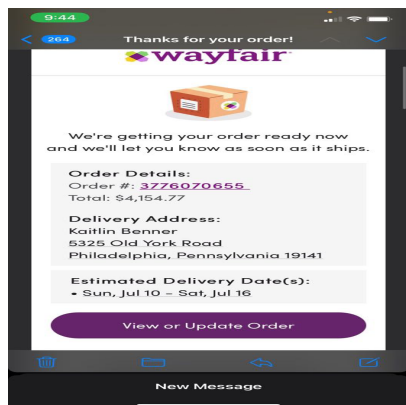 9:44
264
Thanks for your order!
wayfair
We're getting your order ready now
and we'll let you know as soon as it ships.
Order Details:
Order #: 3776070655
Total: $4,154.77
Delivery Address:
Kaitlin Benner
5325 Old York Road
Philadelphia, Pennsylvania 19141
Estimated Delivery Date(s):
• Sun, Jul 10 - Sat, Jul 16
View or Update Order
New Message